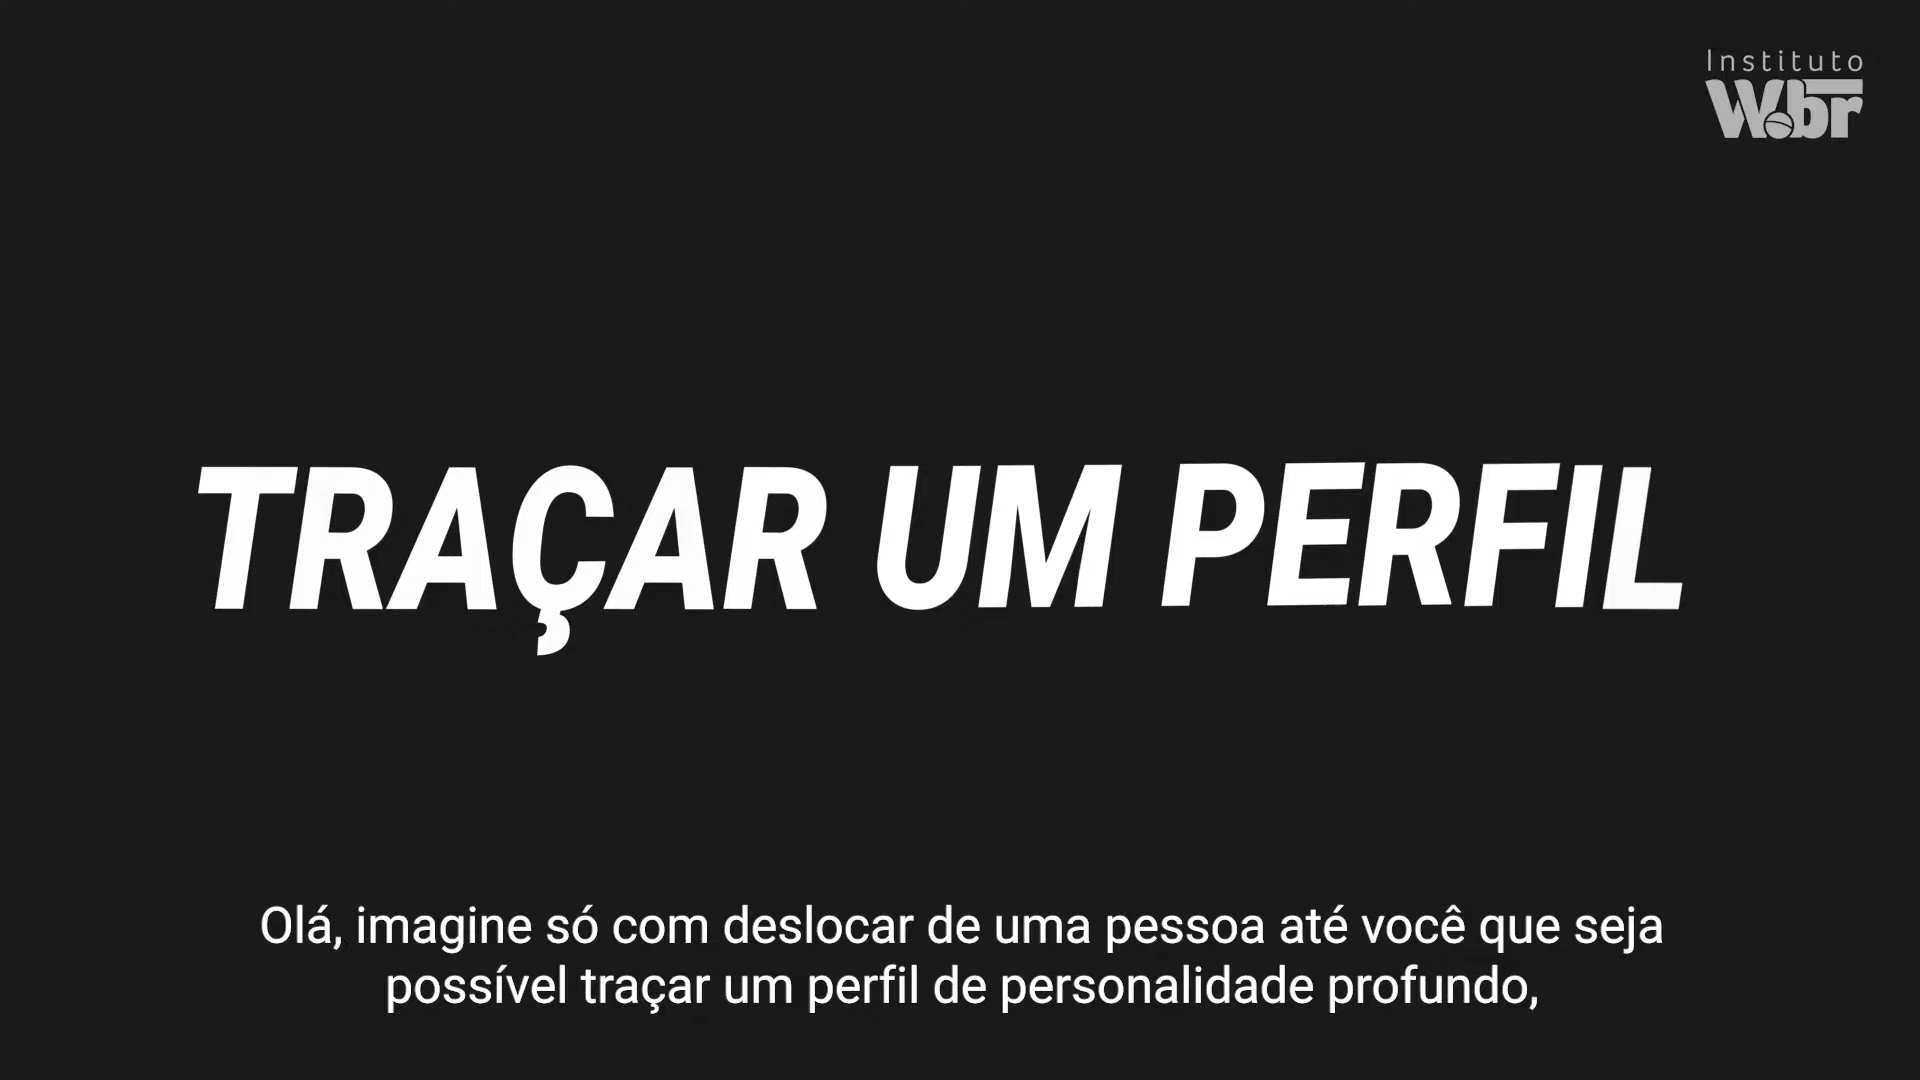 Instituto
W.br
TRAÇAR UM PERFIL
Olá, imagine só com deslocar de uma pessoa até você que seja
possível traçar um perfil de personalidade profundo,